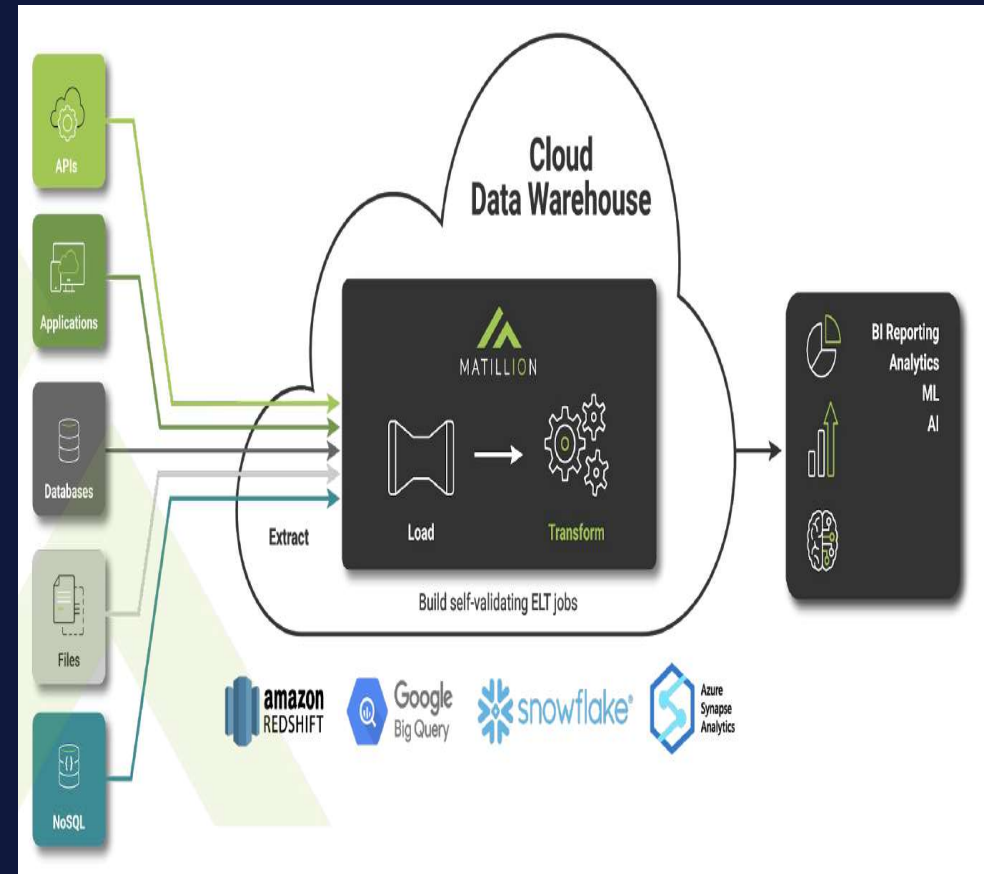 APIs
Applications
Databases
Files
NoSQL
Extract
Cloud
Data Warehouse
MATILLION
Load
Transform
Build self-validating ELT jobs
BI Reporting
Analytics
ML
AI
amazon
REDSHIFT
Google
Big Query
snowflake®
Azure
Synapse
Analytics